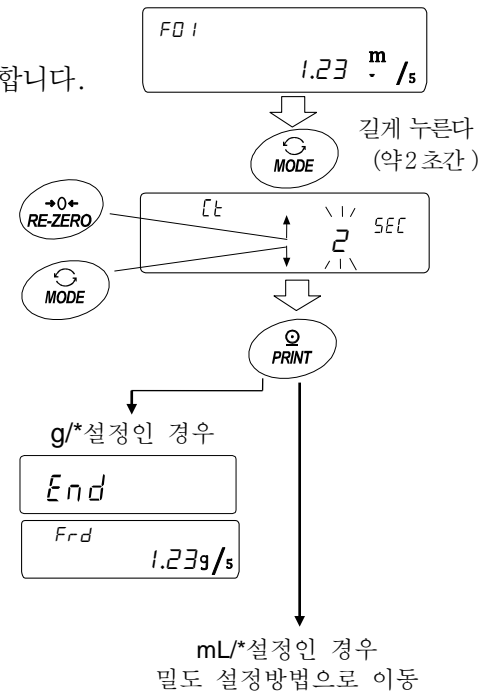 F01
1.23 m/s
합니다.
길게 누른다
(약2초간)
MODE
→0←
RE-ZERO
Ct 2 SEC
MODE
PRINT
g/*설정인 경우
End
Frd
1.23g/s
mL/*설정인 경우
밀도 설정방법으로 이동